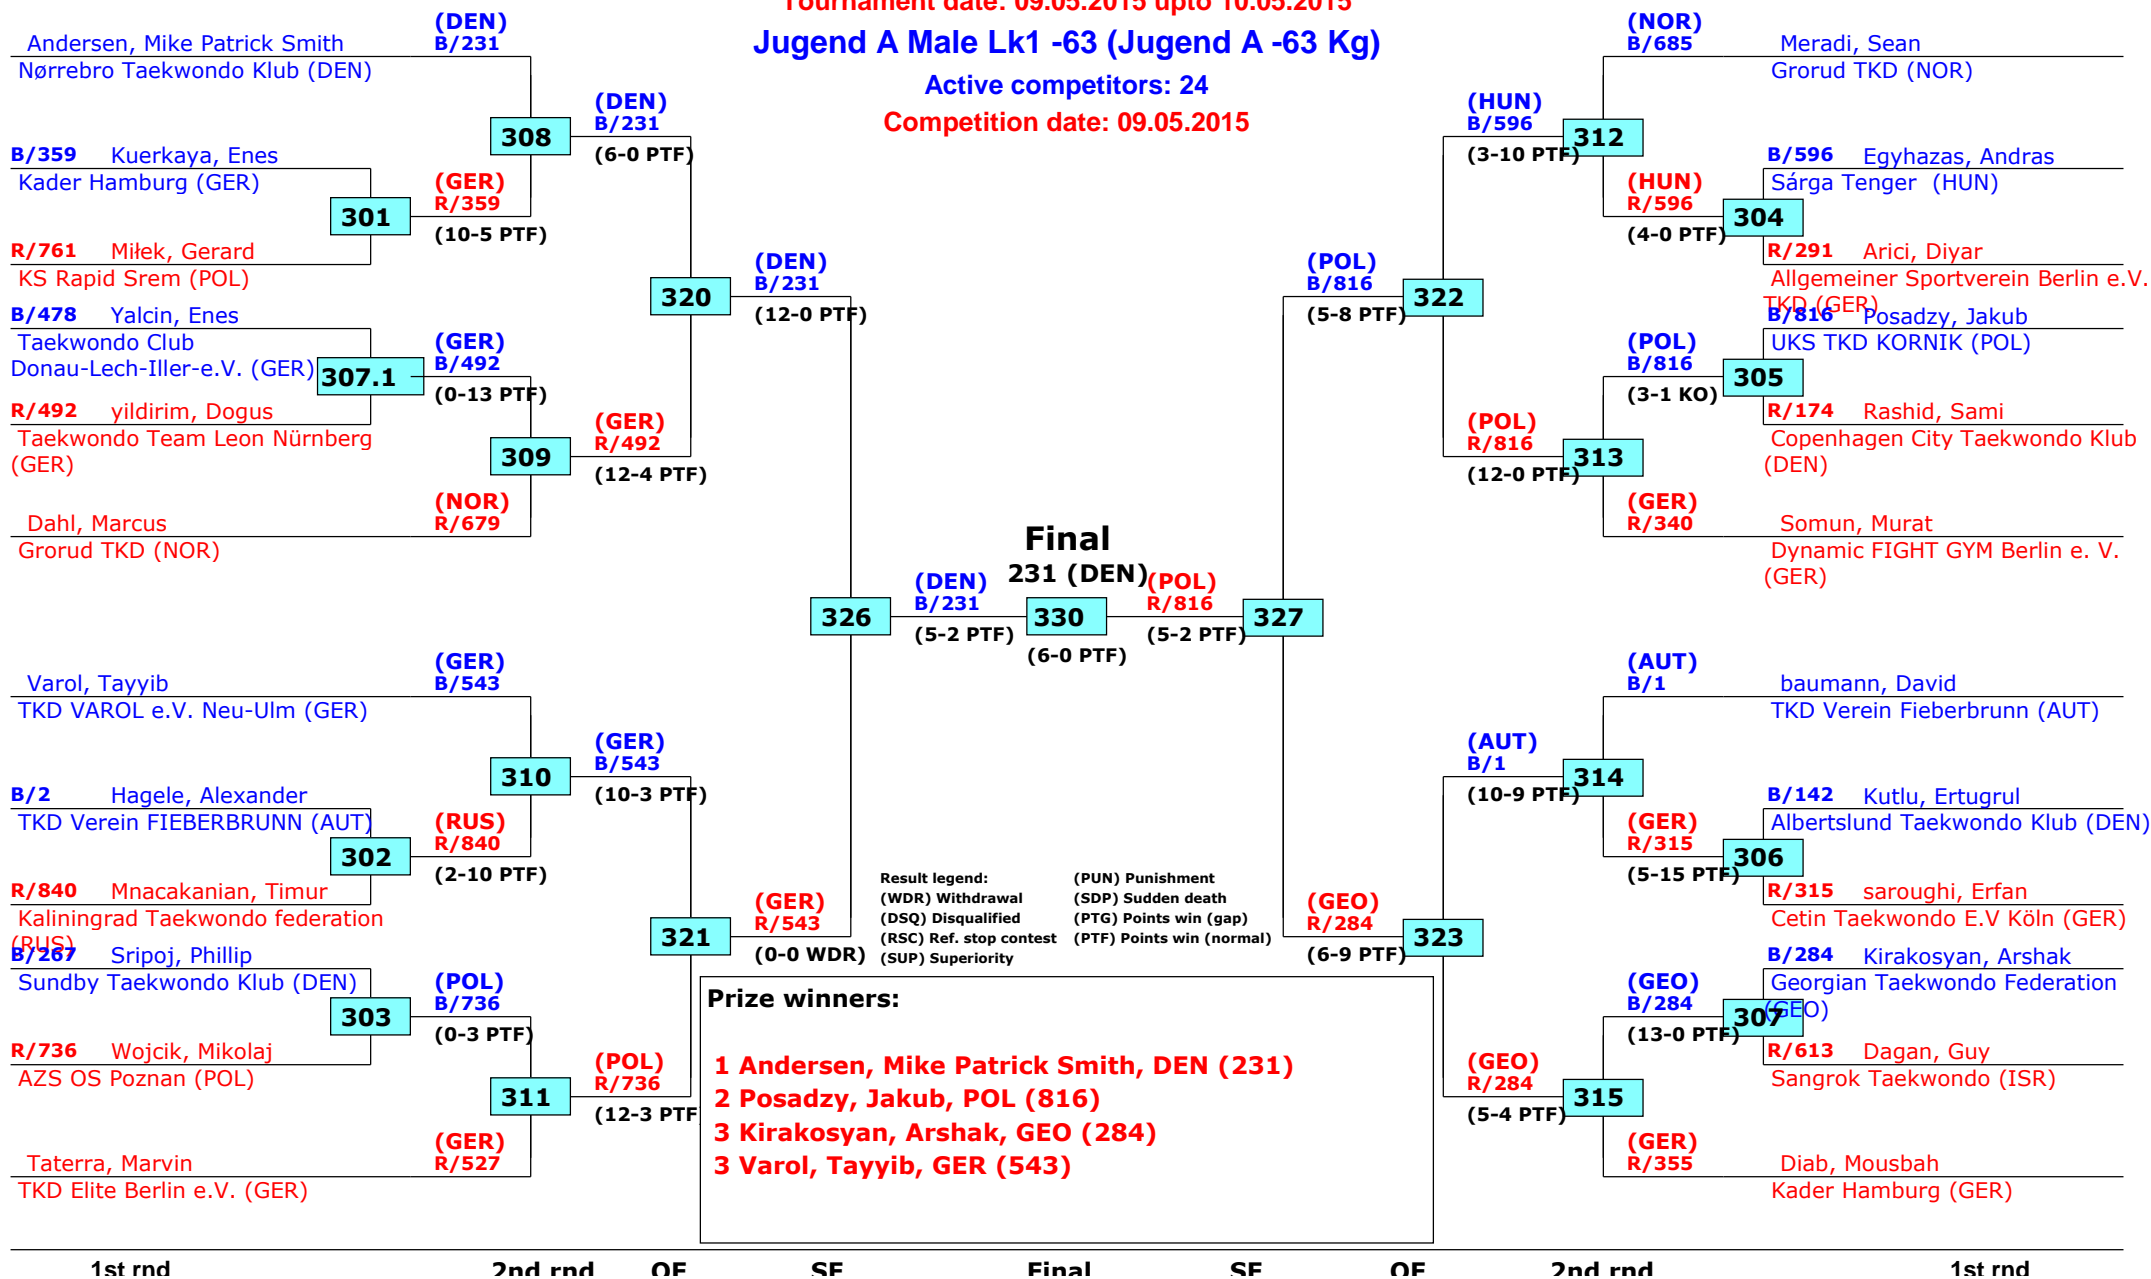 Tournament date: 09.05.2015 upto 10.05.2015
Jugend A Male Lk1 -63 (Jugend A -63 Kg)
Active competitors: 24
Competition date: 09.05.2015
Andersen, Mike Patrick Smith
Nørrebro Taekwondo Klub (DEN)
(DEN)
B/231
B/359 Kuerkaya, Enes
Kader Hamburg (GER)
301
R/761 Miłek, Gerard
KS Rapid Srem (POL)
(GER)
R/359
(10-5 PTF)
308
(DEN)
B/231
(6-0 PTF)
B/478 Yalcin, Enes
Taekwondo Club
Donau-Lech-Iller-e.V. (GER)
307.1
R/492 yildirim, Dogus
Taekwondo Team Leon Nürnberg
(GER)
(GER)
B/492
(0-13 PTF)
309
Dahl, Marcus
Grorud TKD (NOR)
(NOR)
R/679
(GER)
R/492
(12-4 PTF)
320
(DEN)
B/231
(12-0 PTF)
Varol, Tayyib
TKD VAROL e.V. Neu-Ulm (GER)
(GER)
B/543
B/2 Hagele, Alexander
TKD Verein FIEBERBRUNN (AUT)
302
R/840 Mnacakanian, Timur
Kaliningrad Taekwondo federation
(RUS)
(RUS)
R/840
(2-10 PTF)
310
(GER)
B/543
(10-3 PTF)
B/267 Sripoj, Phillip
Sundby Taekwondo Klub (DEN)
303
R/736 Wojcik, Mikolaj
AZS OS Poznan (POL)
(POL)
B/736
(0-3 PTF)
311
Taterra, Marvin
TKD Elite Berlin e.V. (GER)
(GER)
R/527
(POL)
R/736
(12-3 PTF
321
(GER)
R/543
(0-0 WDR)
326
(DEN)
B/231
(5-2 PTF)
Final
231 (DEN)
330
(6-0 PTF)
(POL)
R/816
(5-2 PTF)
327
(NOR)
B/685
Meradi, Sean
Grorud TKD (NOR)
(HUN)
B/596
(3-10 PTF)
312
B/596 Egyhazas, Andras
Sárga Tenger (HUN)
304
(HUN)
R/596
(4-0 PTF)
R/291 Arici, Diyar
Allgemeiner Sportverein Berlin e.V.
TKD (GER)
(POL)
B/816
(5-8 PTF)
322
B/816 Posadzy, Jakub
UKS TKD KORNIK (POL)
305
(POL)
B/816
(3-1 KO)
R/174 Rashid, Sami
Copenhagen City Taekwondo Klub
(DEN)
(POL)
R/816
(12-0 PTF)
313
(GER)
R/340
Somun, Murat
Dynamic FIGHT GYM Berlin e. V.
(GER)
(AUT)
B/1
baumann, David
TKD Verein Fieberbrunn (AUT)
(AUT)
B/1
(10-9 PTF)
314
B/142 Kutlu, Ertugrul
Albertslund Taekwondo Klub (DEN)
306
(GER)
R/315
(5-15 PTF)
R/315 saroughi, Erfan
Cetin Taekwondo E.V Köln (GER)
(GEO)
R/284
(6-9 PTF)
323
B/284 Kirakosyan, Arshak
Georgian Taekwondo Federation
(GEO)
307
(GEO)
B/284
(13-0 PTF)
R/613 Dagan, Guy
Sangrok Taekwondo (ISR)
(GEO)
R/284
(5-4 PTF)
315
(GER)
R/355
Diab, Mousbah
Kader Hamburg (GER)
Result legend:
(WDR) Withdrawal
(DSQ) Disqualified
(RSC) Ref. stop contest
(SUP) Superiority
(PUN) Punishment
(SDP) Sudden death
(PTG) Points win (gap)
(PTF) Points win (normal)
Prize winners:
1 Andersen, Mike Patrick Smith, DEN (231)
2 Posadzy, Jakub, POL (816)
3 Kirakosyan, Arshak, GEO (284)
3 Varol, Tayyib, GER (543)
1st rnd 2nd rnd QF SF Final SF QF 2nd rnd 1st rnd